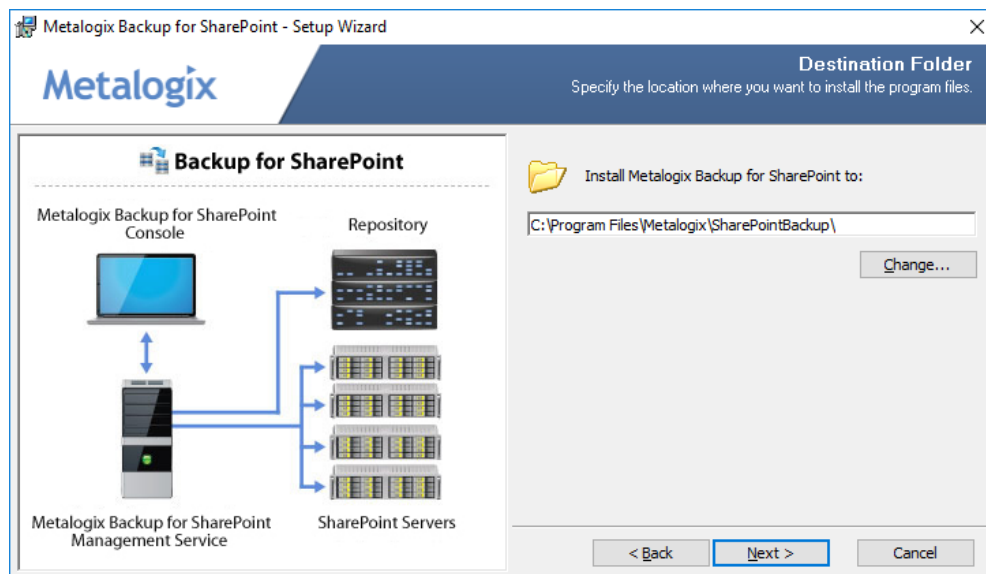 Metalogix Backup for SharePoint - Setup Wizard
Metalogix
Destination Folder
Specify the location where you want to install the program files.
Backup for SharePoint
Metalogix Backup for SharePoint
Console
Repository
Metalogix Backup for SharePoint
Management Service
SharePoint Servers
Install Metalogix Backup for SharePoint to:
C:\Program Files\Metalogix\SharePointBackup\
Change...
< Back
Next >
Cancel